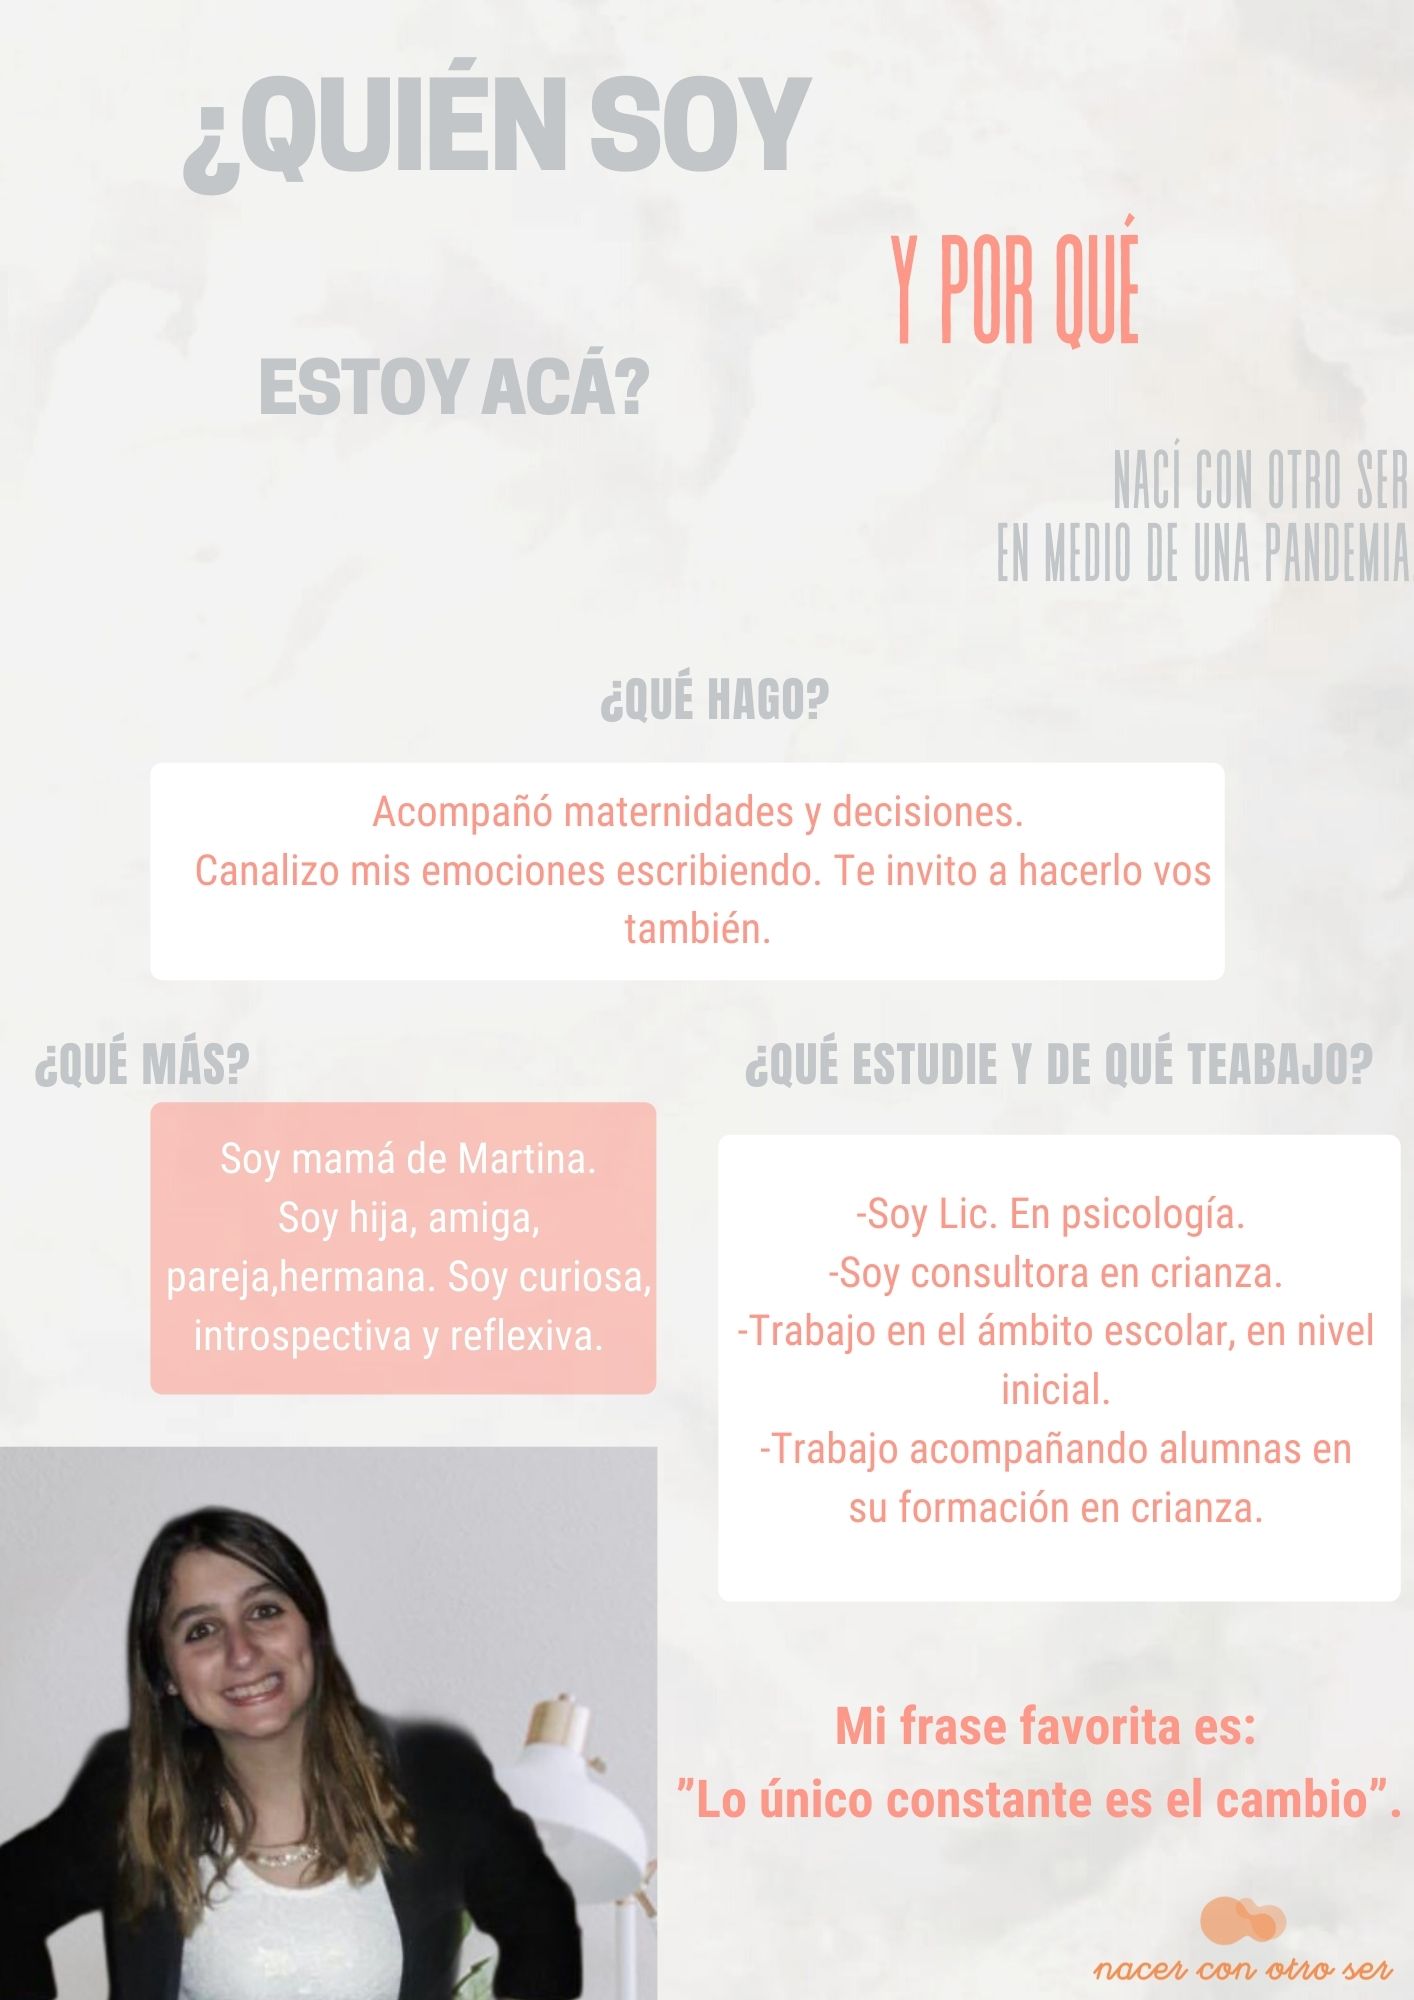 ¿QUIÉN SOY
Y POR QUÉ
ESTOY ACÁ?
NACÍ CON OTRO SER
EN MEDIO DE UNA PANDEMIA
¿QUÉ HAGO?
Acompañó maternidades y decisiones.
Canalizo mis emociones escribiendo. Te invito a hacerlo vos
también.
¿QUÉ MÁS?
Soy mamá de Martina.
Soy hija, amiga,
pareja,hermana. Soy curiosa,
introspectiva y reflexiva.
¿QUÉ ESTUDIE Y DE QUÉ TEABAJO?
-Soy Lic. En psicología.
-Soy consultora en crianza.
-Trabajo en el ámbito escolar, en nivel
inicial.
-Trabajo acompañando alumnas en
su formación en crianza.
Mi frase favorita es:
”Lo único constante es el cambio”.
nacer con otro ser